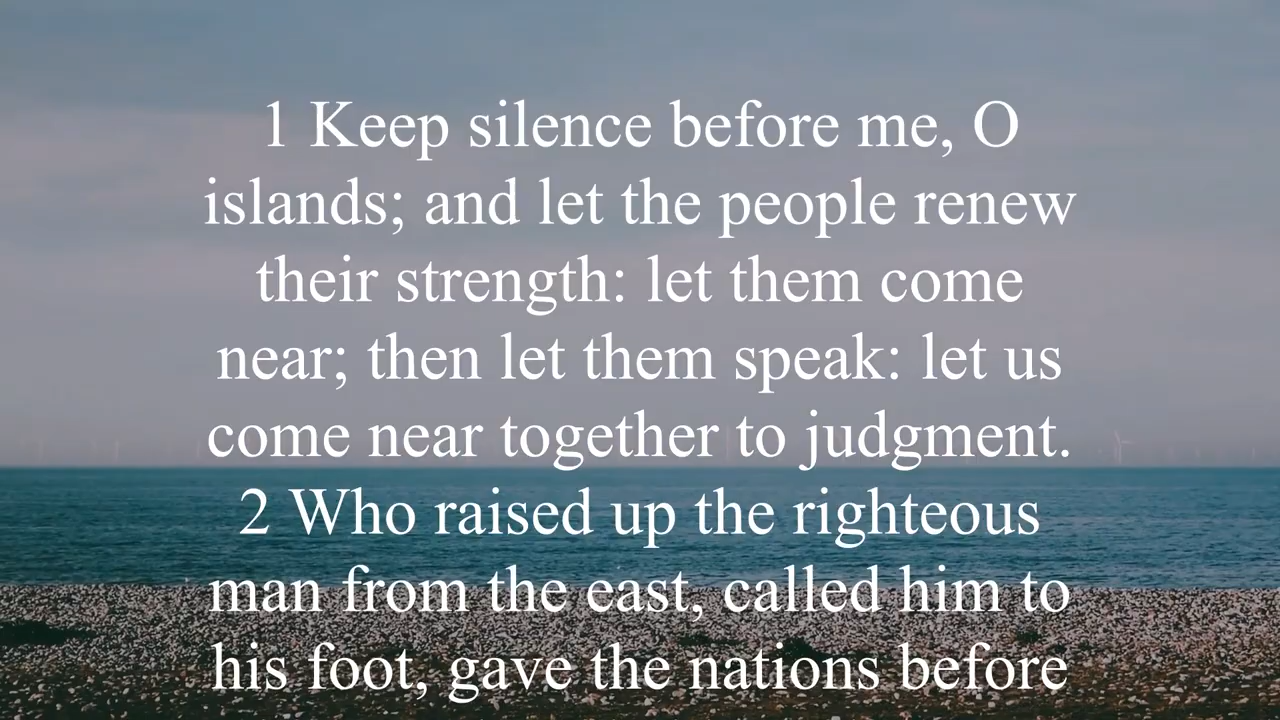 1 Keep silence before me, O
islands; and let the people renew
their strength: let them come
near; then let them speak: let us
come near together to judgment.
2 Who raised up the righteous
man from the east, called him to
his foot, gave the nations before